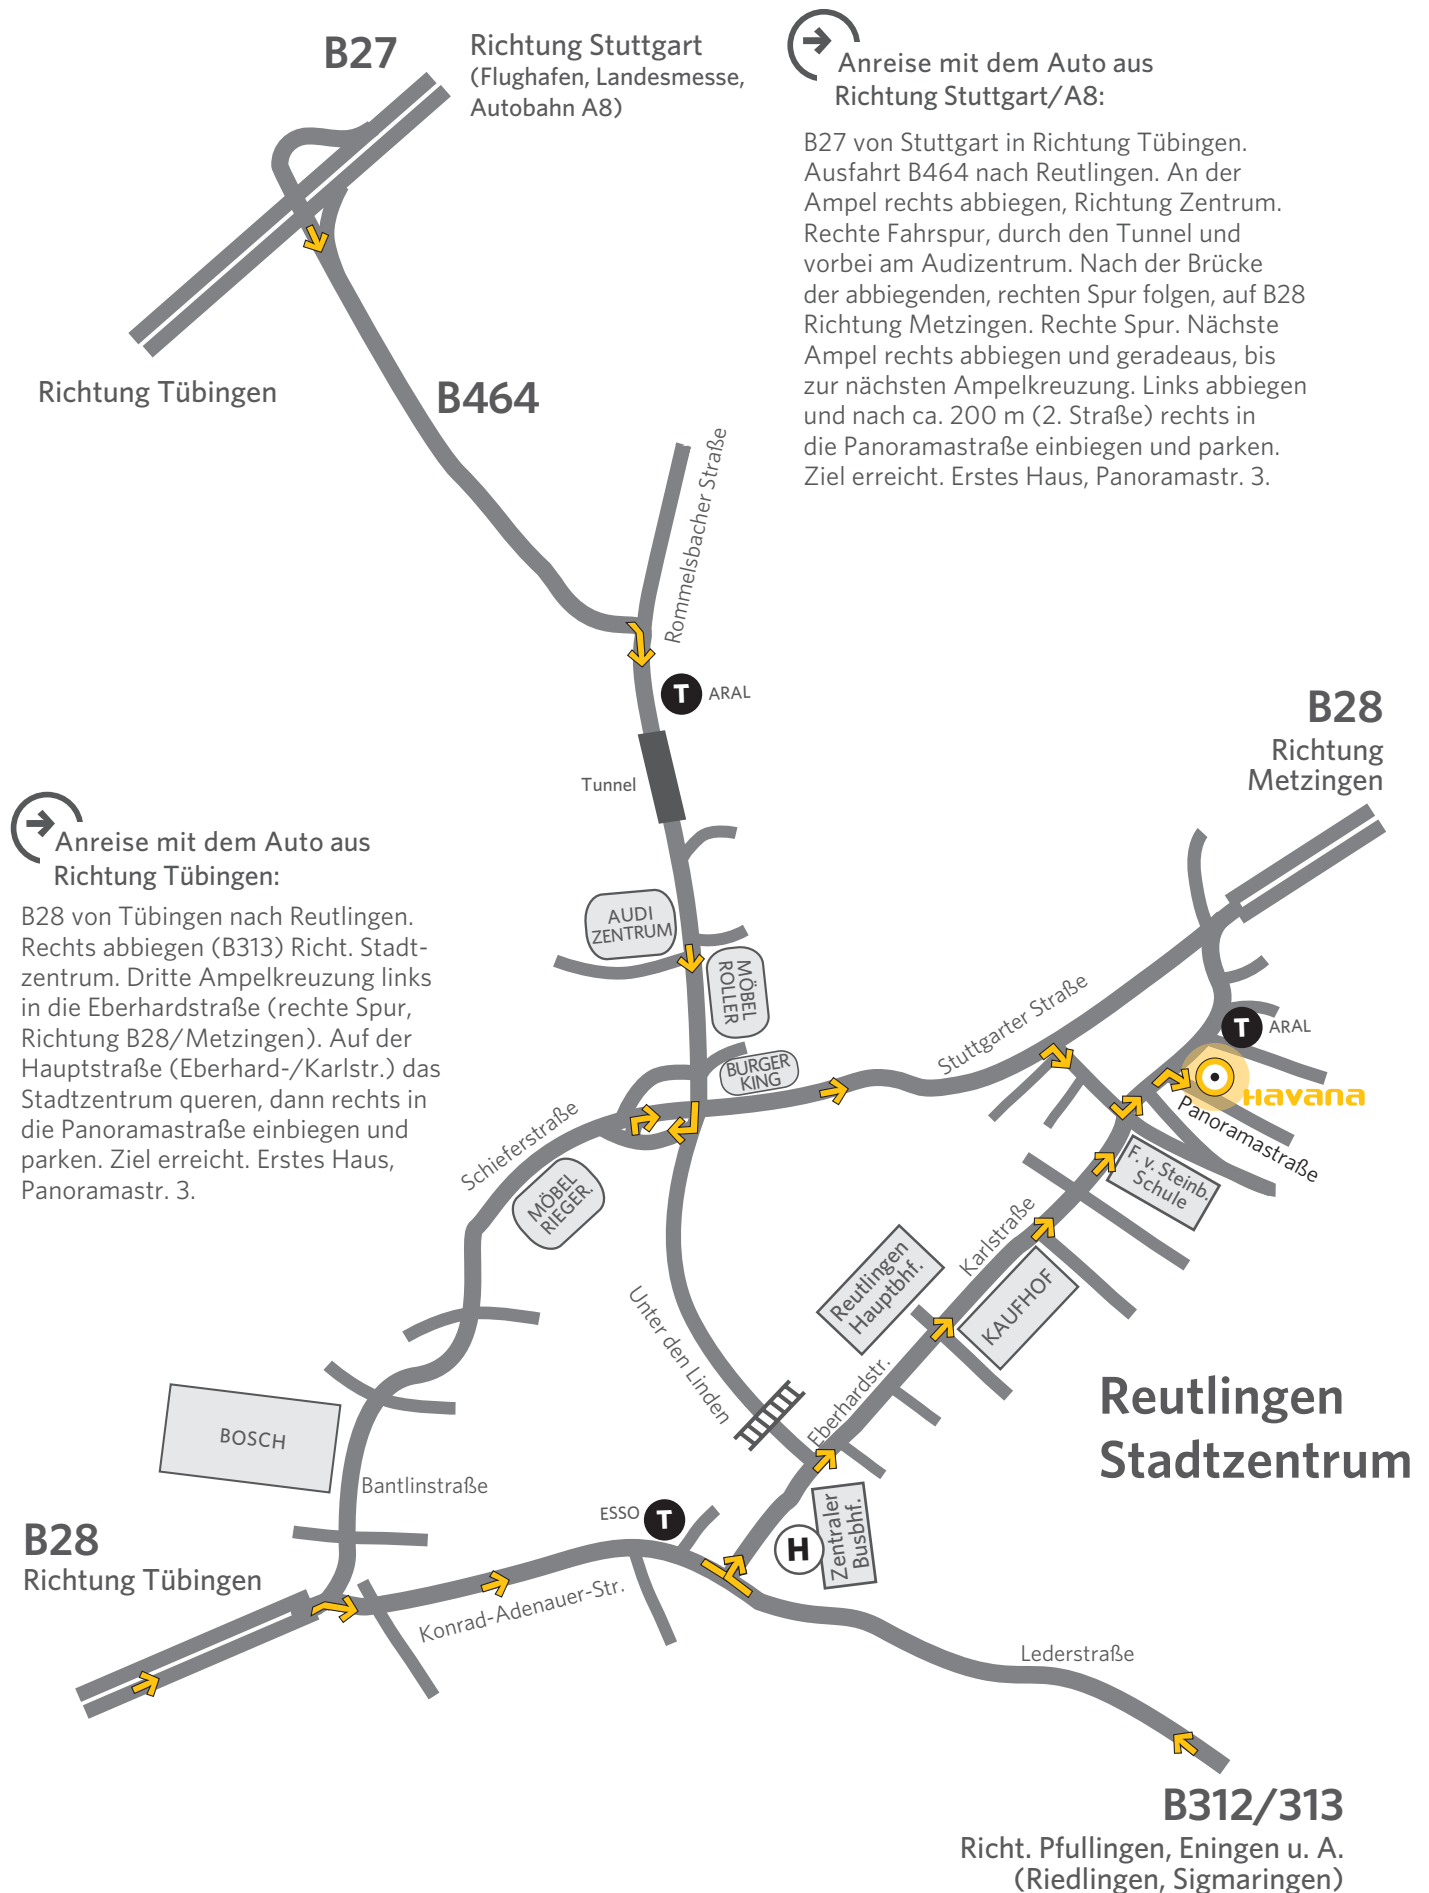 B27
Richtung Stuttgart
(Flughafen, Landesmesse,
Autobahn A8)
Richtung Tübingen
B464
Anreise mit dem Auto aus
Richtung Stuttgart/A8:
B27 von Stuttgart in Richtung Tübingen.
Ausfahrt B464 nach Reutlingen. An der
Ampel rechts abbiegen, Richtung Zentrum.
Rechte Fahrspur, durch den Tunnel und
vorbei am Audizentrum. Nach der Brücke
der abbiegenden, rechten Spur folgen, auf B28
Richtung Metzingen. Rechte Spur. Nächste
Ampel rechts abbiegen und geradeaus, bis
zur nächsten Ampelkreuzung. Links abbiegen
und nach ca. 200 m (2. Straße) rechts in
die Panoramastraße einbiegen und parken.
Ziel erreicht. Erstes Haus, Panoramastr. 3.
Rommelsbacher Straße
T ARAL
Tunnel
B28
Richtung
Metzingen
Anreise mit dem Auto aus
Richtung Tübingen:
B28 von Tübingen nach Reutlingen.
Rechts abbiegen (B313) Richt. Stadt-
zentrum. Dritte Ampelkreuzung links
in die Eberhardstraße (rechte Spur,
Richtung B28/Metzingen). Auf der
Hauptstraße (Eberhard-/Karlstr.) das
Stadtzentrum queren, dann rechts in
die Panoramastraße einbiegen und
parken. Ziel erreicht. Erstes Haus,
Panoramastr. 3.
AUDI
ZENTRUM
MÖBEL
ROLLER
BURGER
KING
Stuttgarter Straße
T ARAL
Havana
Panoramastraße
Schieferstraße
MÖBEL
RIEGER.
F. v. Steinb.
Schule
Karlstraße
Reutlingen
Hauptbhf.
KAUFHOF
Unter den Linden
Eberhardstr.
Reutlingen
Stadtzentrum
BOSCH
Bantlinstraße
ESSO T
H
Zentraler
Busbhf.
B28
Richtung Tübingen
Konrad-Adenauer-Str.
Lederstraße
B312/313
Richt. Pfullingen, Eningen u. A.
(Riedlingen, Sigmaringen)